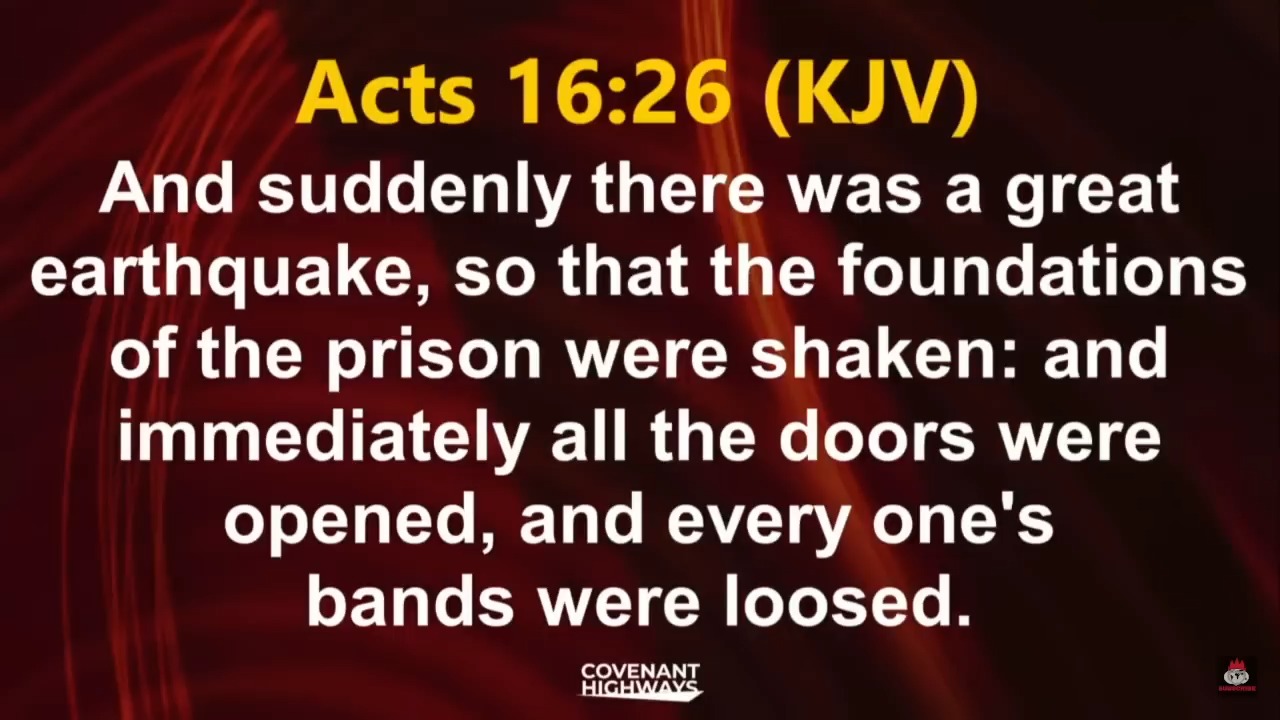 Acts 16:26 (KJV)
And suddenly there was a great
earthquake, so that the foundations
of the prison were shaken: and
immediately all the doors were
opened, and every one's
bands were loosed.
COVENANT
HIGHWAYS